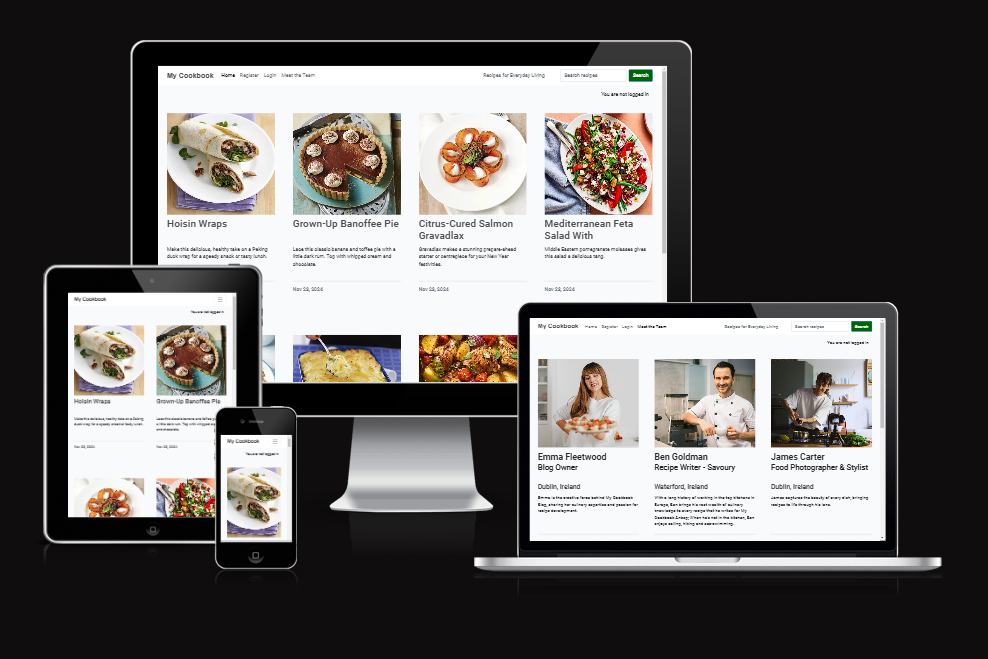 My Cookbook Home Register Login Meet the Team Recipes for Everyday Living Search recipes Search
You are not logged in
Hoisin Wraps
Make this delicious, healthy take on a Peking
duck wrap for a speedy snack or tasty lunch.
Grown-Up Banoffee Pie
Lace this classic banana and toffee pie with a
little dark rum. Top with whipped cream and
chocolate.
Nov 23, 2024
Citrus-Cured Salmon
Gravadlax
Gravadlax makes a stunning prepare-ahead
starter or centrepiece for your New Year
festivities.
Nov 23, 2024
Mediterranean Feta
Salad With
Middle Eastern pomegranate molasses gives
this salad a delicious tang.
Nov 23, 2024
My Cookbook
You are not logged in
Hoisin Wraps
Make this delicious, healthy take on a Peking
duck wrap for a speedy snack or tasty lunch.
Nov 23, 2024
Grown-Up Banoffee Pie
Lace this classic banana and toffee pie with a
little dark rum. Top with whipped cream
and chocolate.
Nov 23, 2024
My Cookbook
You are not logged in
My Cookbook Home Register Login Meet the Team Recipes for Everyday Living Search recipes Search
You are not logged in
Emma Fleetwood
Blog Owner
Dublin, Ireland
Emma is the creative force behind My Cookbook
Blog, sharing her culinary expertise and passion for
recipe development.
Ben Goldman
Recipe Writer - Savoury
Waterford, Ireland
With a long history of working in the top kitchens in
Europe, Ben brings his vast wealth of culinary
knowledge to every recipe that he writes for My
Cookbook &nbsp; When he's not in the kitchen, Ben
enjoys sailing, hiking and sea swimming.
James Carter
Food Photographer & Stylist
Dublin, Ireland
James captures the beauty of every dish, bringing
recipes to life through his lens.